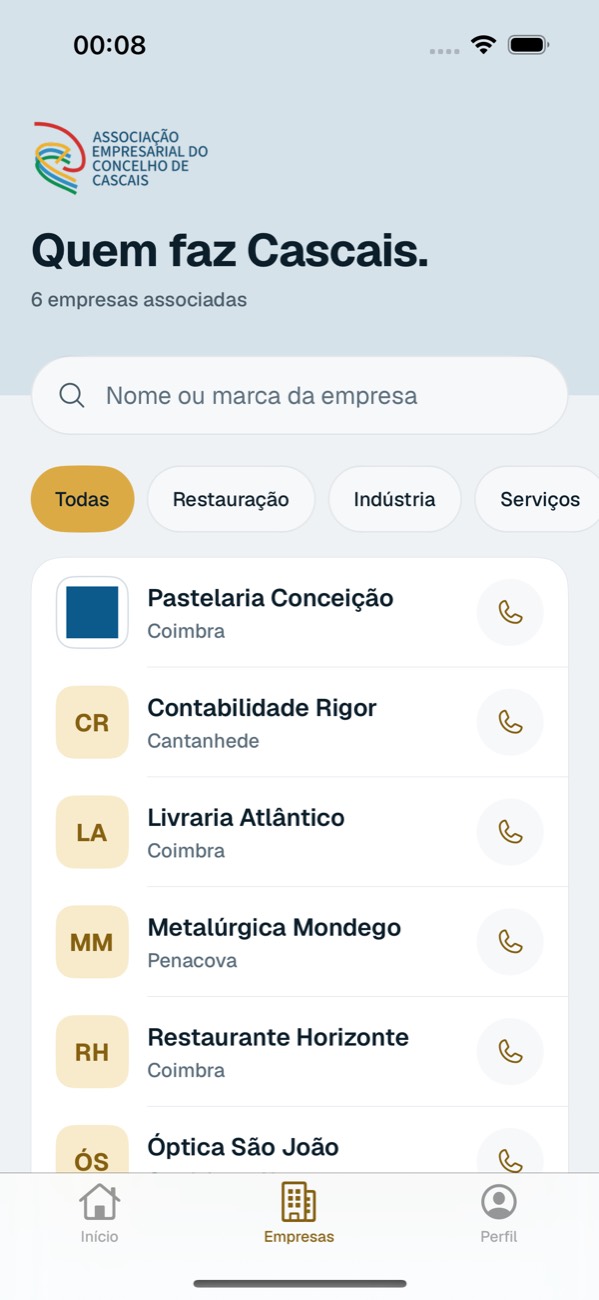 00:08
ASSOCIAÇÃO
EMPRESARIAL DO
CONCELHO DE
CASCAIS
Quem faz Cascais.
6 empresas associadas
Nome ou marca da empresa
Todas
Restauração
Indústria
Serviços
Pastelaria Conceição
Coimbra
CR
Contabilidade Rigor
Cantanhede
LA
Livraria Atlântico
Coimbra
MM
Metalúrgica Mondego
Penacova
RH
Restaurante Horizonte
Coimbra
ÓS
Óptica São João
Início
Empresas
Perfil